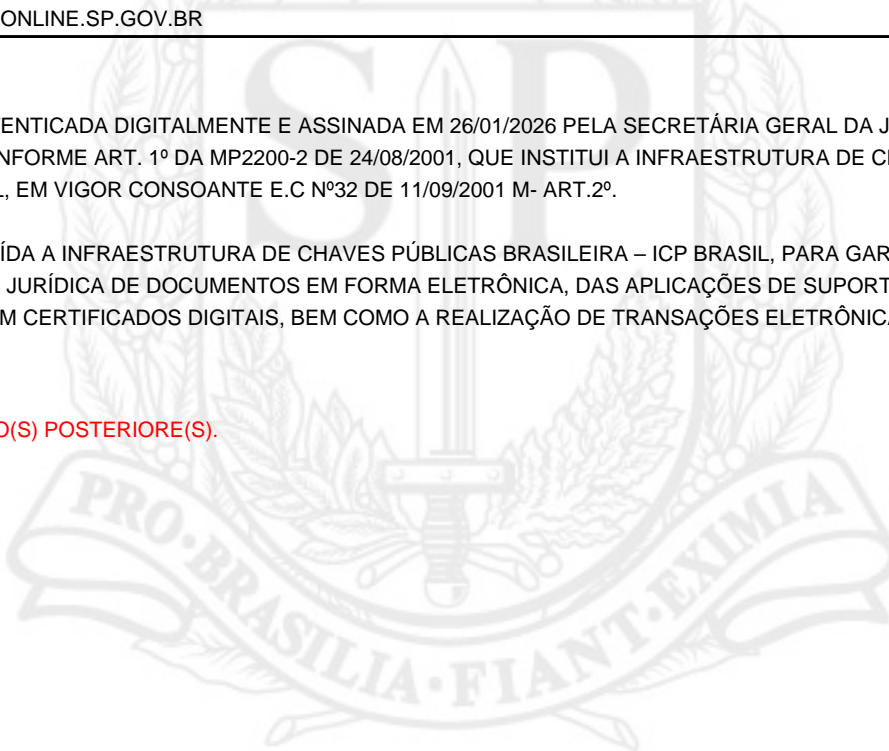 ONLINE.SP.GOV.BR
TENTICADA DIGITALMENTE E ASSINADA EM 26/01/2026 PELA SECRETÁRIA GERAL DA J
NFORME ART. 1º DA MP2200-2 DE 24/08/2001, QUE INSTITUI A INFRAESTRUTURA DE C
L, EM VIGOR CONSOANTE E.C Nº32 DE 11/09/2001 M- ART.2º.
ÍDA A INFRAESTRUTURA DE CHAVES PÚBLICAS BRASILEIRA – ICP BRASIL, PARA GAR
JURÍDICA DE DOCUMENTOS EM FORMA ELETRÔNICA, DAS APLICAÇÕES DE SUPORT
M CERTIFICADOS DIGITAIS, BEM COMO A REALIZAÇÃO DE TRANSAÇÕES ELETRÔNICA
O(S) POSTERIORE(S).
SP
PRO·BRASILIA·FIANT·EXIMIA